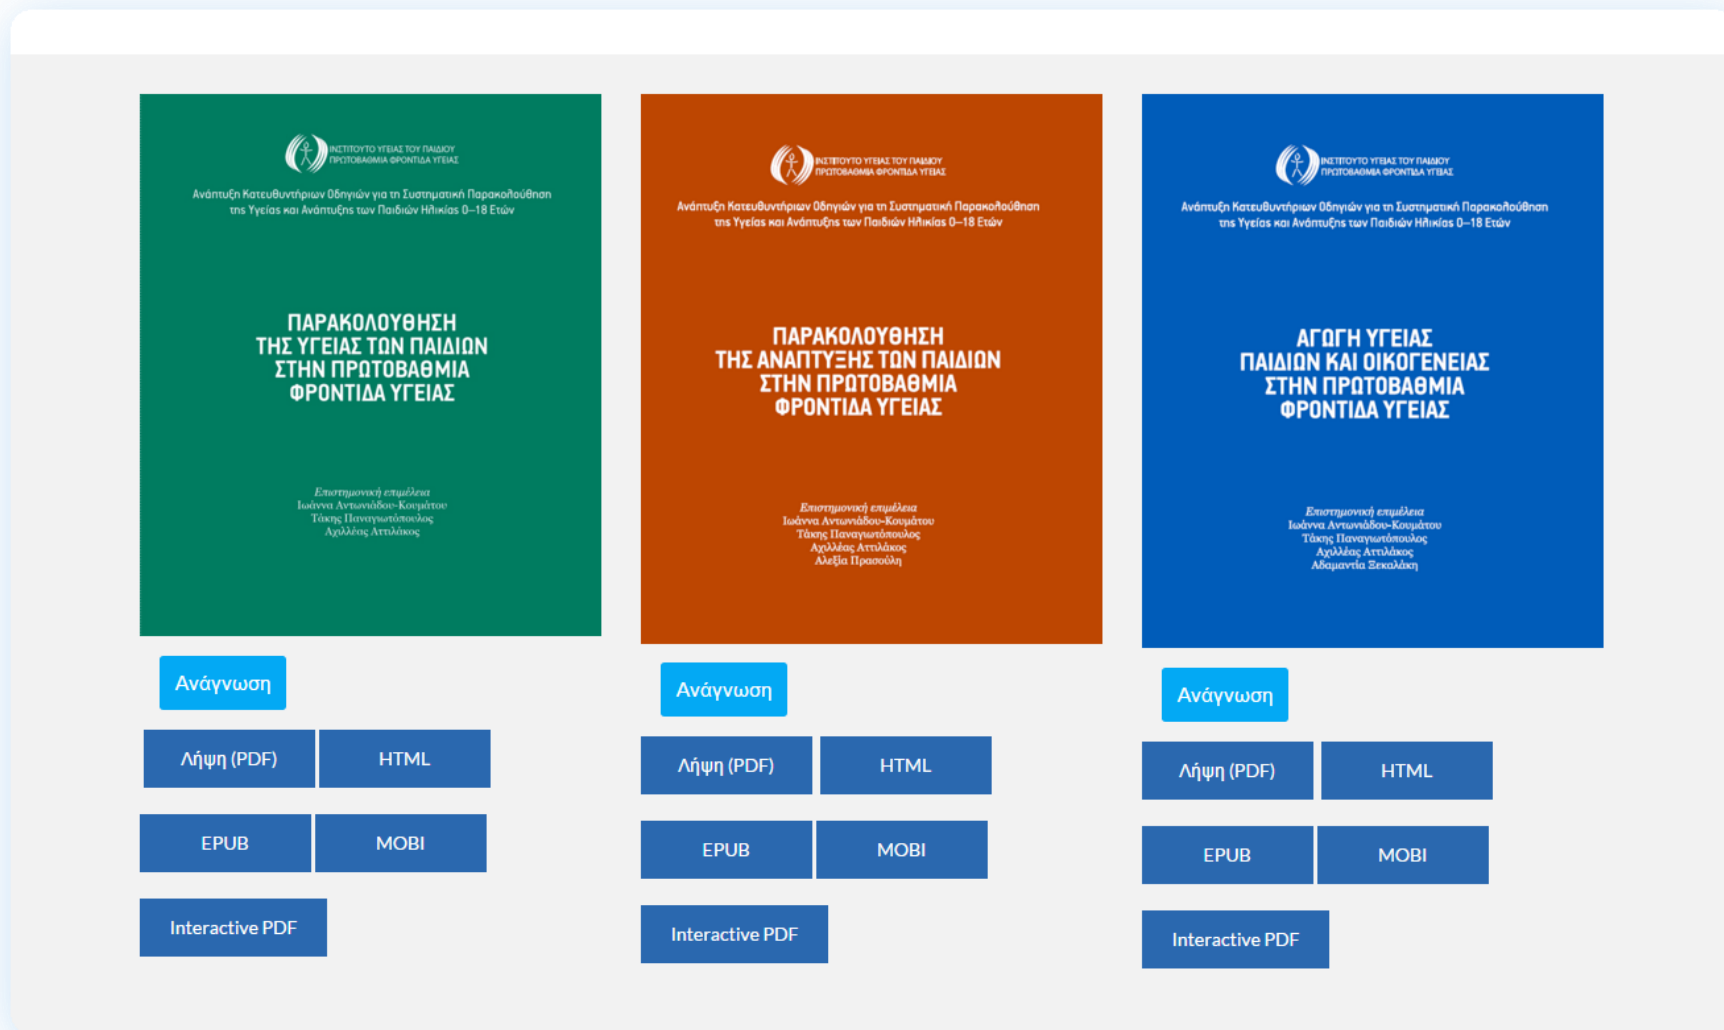 ΙΝΣΤΙΤΟΥΤΟ ΥΓΕΙΑΣ ΤΟΥ ΠΑΙΔΙΟΥ
ΠΡΩΤΟΒΑΘΜΙΑ ΦΡΟΝΤΙΔΑ ΥΓΕΙΑΣ
Ανάπτυξη Κατευθυντήριων Οδηγιών για τη Συστηματική Παρακολούθηση
της Υγείας και Ανάπτυξης των Παιδιών Ηλικίας 0–18 Ετών
ΠΑΡΑΚΟΛΟΥΘΗΣΗ
ΤΗΣ ΥΓΕΙΑΣ ΤΩΝ ΠΑΙΔΙΩΝ
ΣΤΗΝ ΠΡΩΤΟΒΑΘΜΙΑ
ΦΡΟΝΤΙΔΑ ΥΓΕΙΑΣ
Επιστημονική επιμέλεια
Ιωάννα Αντωνιάδου-Κουμάτου
Τάκης Παναγιωτόπουλος
Αχιλλέας Αττιλάκος
Ανάγνωση
Λήψη (PDF) HTML
EPUB MOBI
Interactive PDF
ΙΝΣΤΙΤΟΥΤΟ ΥΓΕΙΑΣ ΤΟΥ ΠΑΙΔΙΟΥ
ΠΡΩΤΟΒΑΘΜΙΑ ΦΡΟΝΤΙΔΑ ΥΓΕΙΑΣ
Ανάπτυξη Κατευθυντήριων Οδηγιών για τη Συστηματική Παρακολούθηση
της Υγείας και Ανάπτυξης των Παιδιών Ηλικίας 0–18 Ετών
ΠΑΡΑΚΟΛΟΥΘΗΣΗ
ΤΗΣ ΑΝΑΠΤΥΞΗΣ ΤΩΝ ΠΑΙΔΙΩΝ
ΣΤΗΝ ΠΡΩΤΟΒΑΘΜΙΑ
ΦΡΟΝΤΙΔΑ ΥΓΕΙΑΣ
Επιστημονική επιμέλεια
Ιωάννα Αντωνιάδου-Κουμάτου
Τάκης Παναγιωτόπουλος
Αχιλλέας Αττιλάκος
Αλεξία Πρασούλη
Ανάγνωση
Λήψη (PDF) HTML
EPUB MOBI
Interactive PDF
ΙΝΣΤΙΤΟΥΤΟ ΥΓΕΙΑΣ ΤΟΥ ΠΑΙΔΙΟΥ
ΠΡΩΤΟΒΑΘΜΙΑ ΦΡΟΝΤΙΔΑ ΥΓΕΙΑΣ
Ανάπτυξη Κατευθυντήριων Οδηγιών για τη Συστηματική Παρακολούθηση
της Υγείας και Ανάπτυξης των Παιδιών Ηλικίας 0–18 Ετών
ΑΓΩΓΗ ΥΓΕΙΑΣ
ΠΑΙΔΙΩΝ ΚΑΙ ΟΙΚΟΓΕΝΕΙΑΣ
ΣΤΗΝ ΠΡΩΤΟΒΑΘΜΙΑ
ΦΡΟΝΤΙΔΑ ΥΓΕΙΑΣ
Επιστημονική επιμέλεια
Ιωάννα Αντωνιάδου-Κουμάτου
Τάκης Παναγιωτόπουλος
Αχιλλέας Αττιλάκος
Αδαμαντία Ξεκαλάκη
Ανάγνωση
Λήψη (PDF) HTML
EPUB MOBI
Interactive PDF